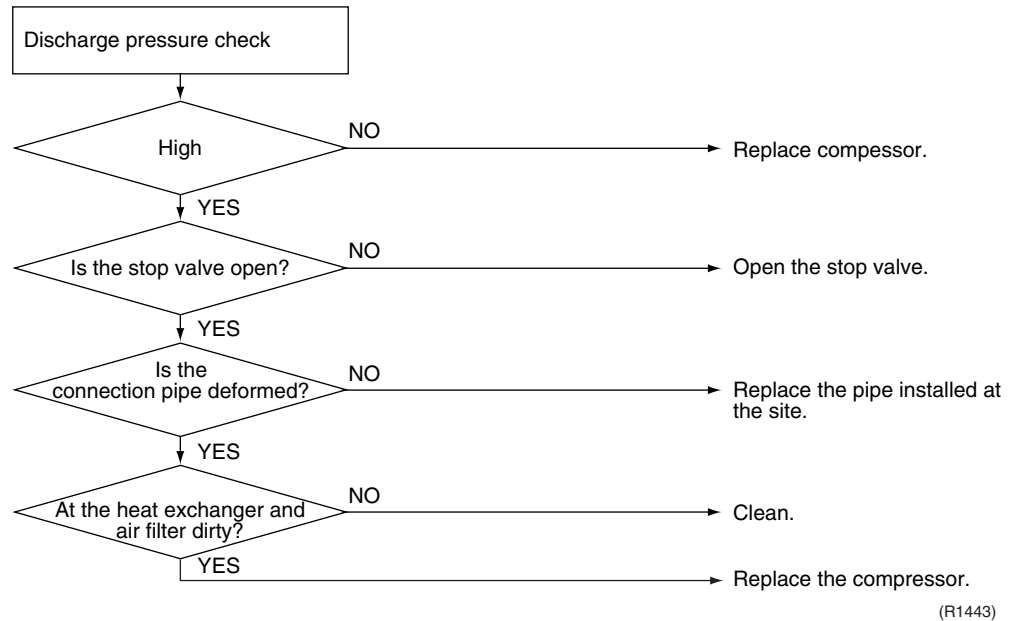 Discharge pressure check
High
NO
Replace compessor.
YES
Is the stop valve open?
NO
Open the stop valve.
YES
Is the
connection pipe deformed?
NO
Replace the pipe installed at
the site.
YES
At the heat exchanger and
air filter dirty?
NO
Clean.
YES
Replace the compressor.
(R1443)